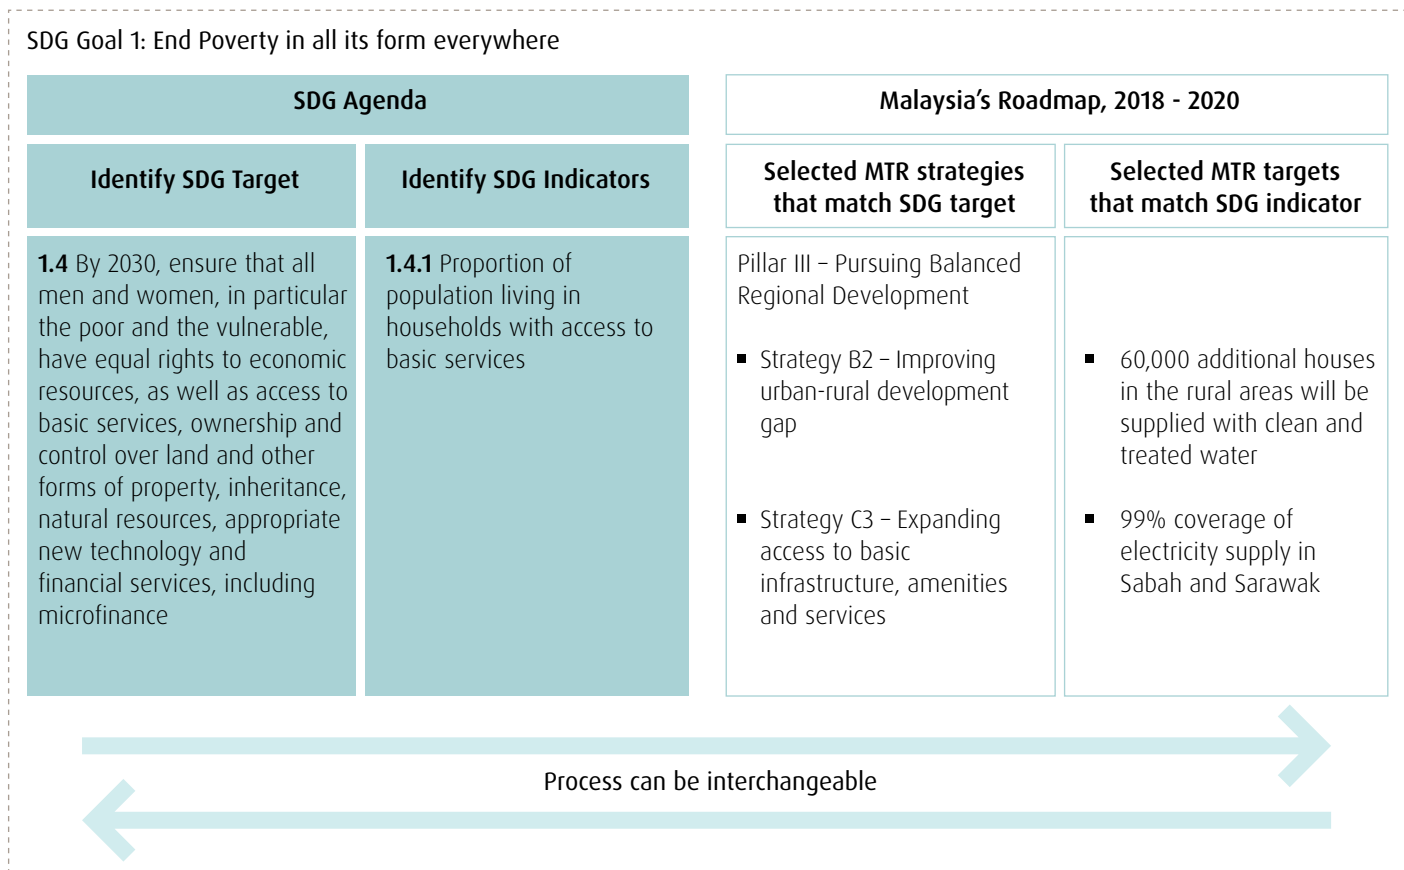 SDG Goal 1: End Poverty in all its form everywhere
SDG Agenda
Malaysia’s Roadmap, 2018 - 2020
Identify SDG Target
Identify SDG Indicators
Selected MTR strategies
that match SDG target
Selected MTR targets
that match SDG indicator
1.4 By 2030, ensure that all
men and women, in particular
the poor and the vulnerable,
have equal rights to economic
resources, as well as access to
basic services, ownership and
control over land and other
forms of property, inheritance,
natural resources, appropriate
new technology and
financial services, including
microfinance
1.4.1 Proportion of
population living in
households with access to
basic services
Pillar III – Pursuing Balanced
Regional Development
▪ Strategy B2 – Improving
urban-rural development
gap
▪ Strategy C3 – Expanding
access to basic
infrastructure, amenities
and services
▪ 60,000 additional houses
in the rural areas will be
supplied with clean and
treated water
▪ 99% coverage of
electricity supply in
Sabah and Sarawak
Process can be interchangeable